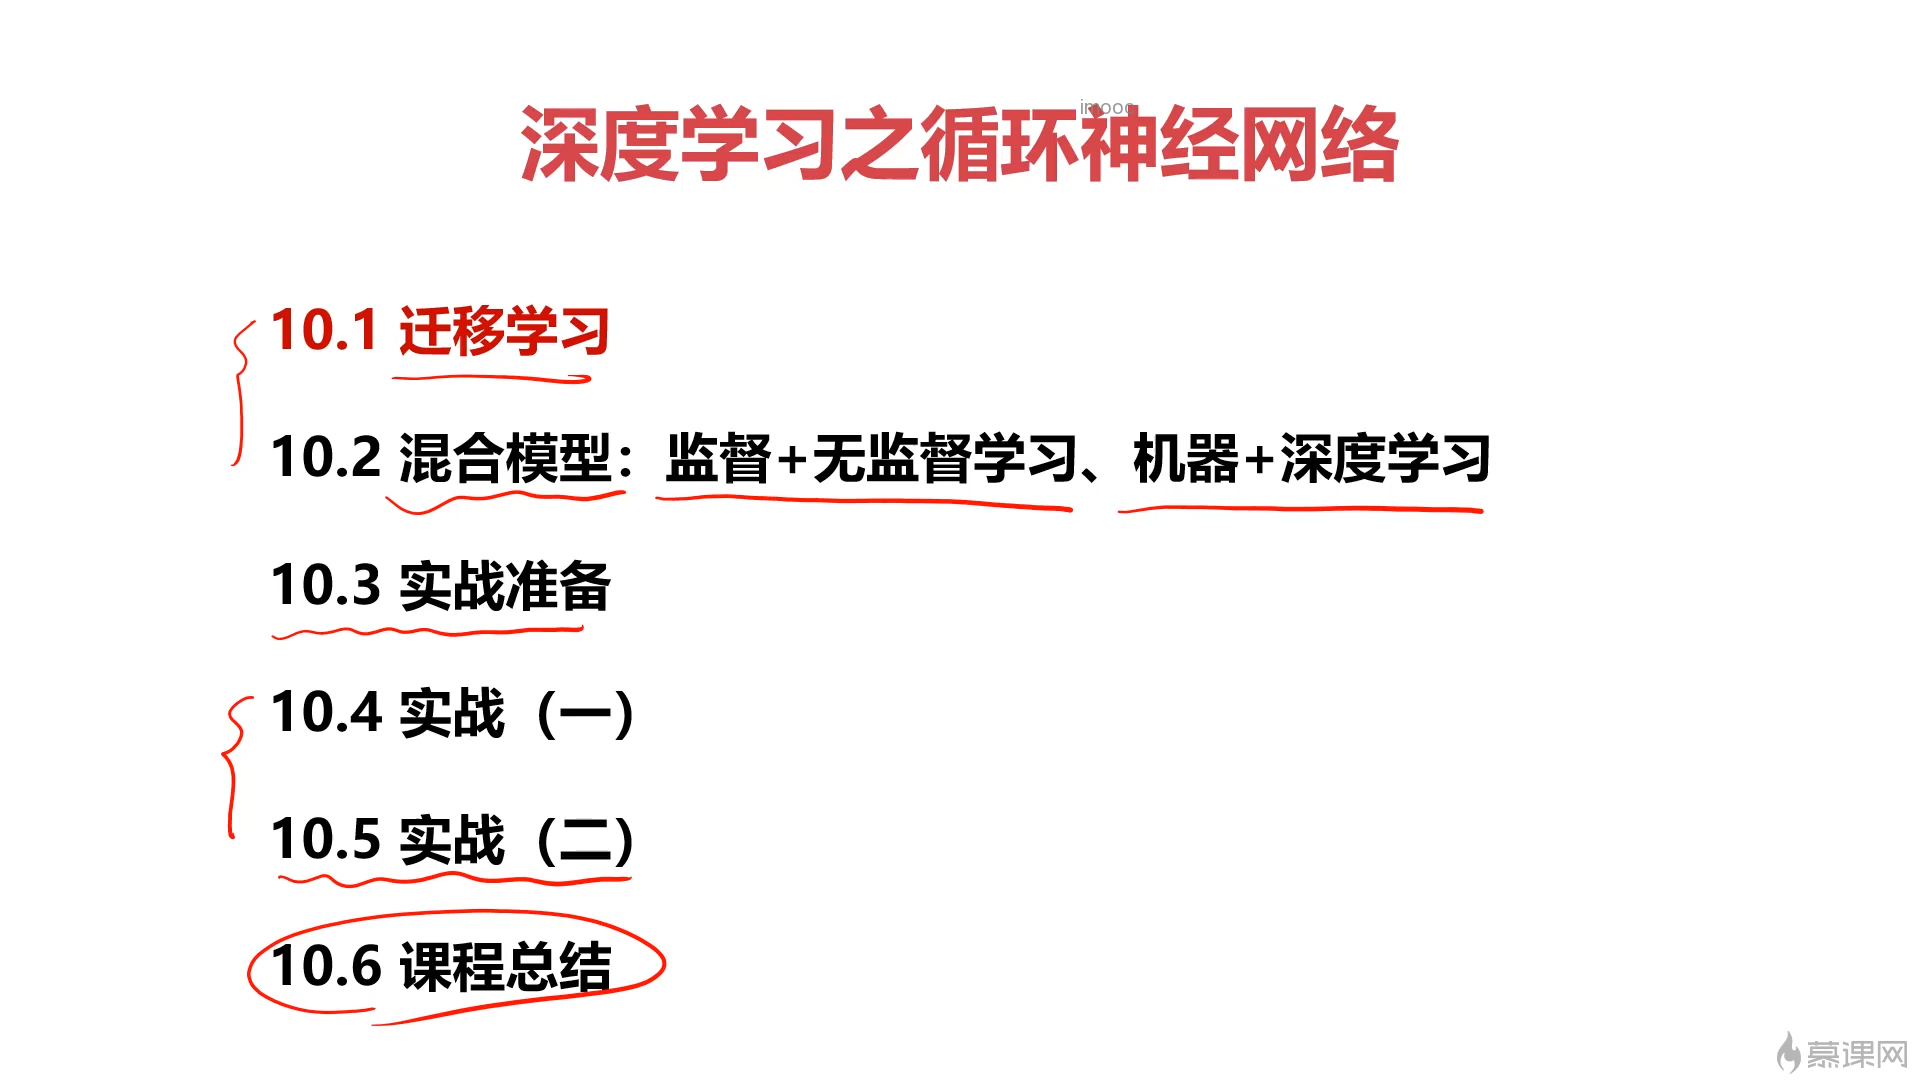 imooc
深度学习之循环神经网络
10.1 迁移学习
10.2 混合模型：监督+无监督学习、机器+深度学习
10.3 实战准备
10.4 实战（一）
10.5 实战（二）
10.6 课程总结
慕课网